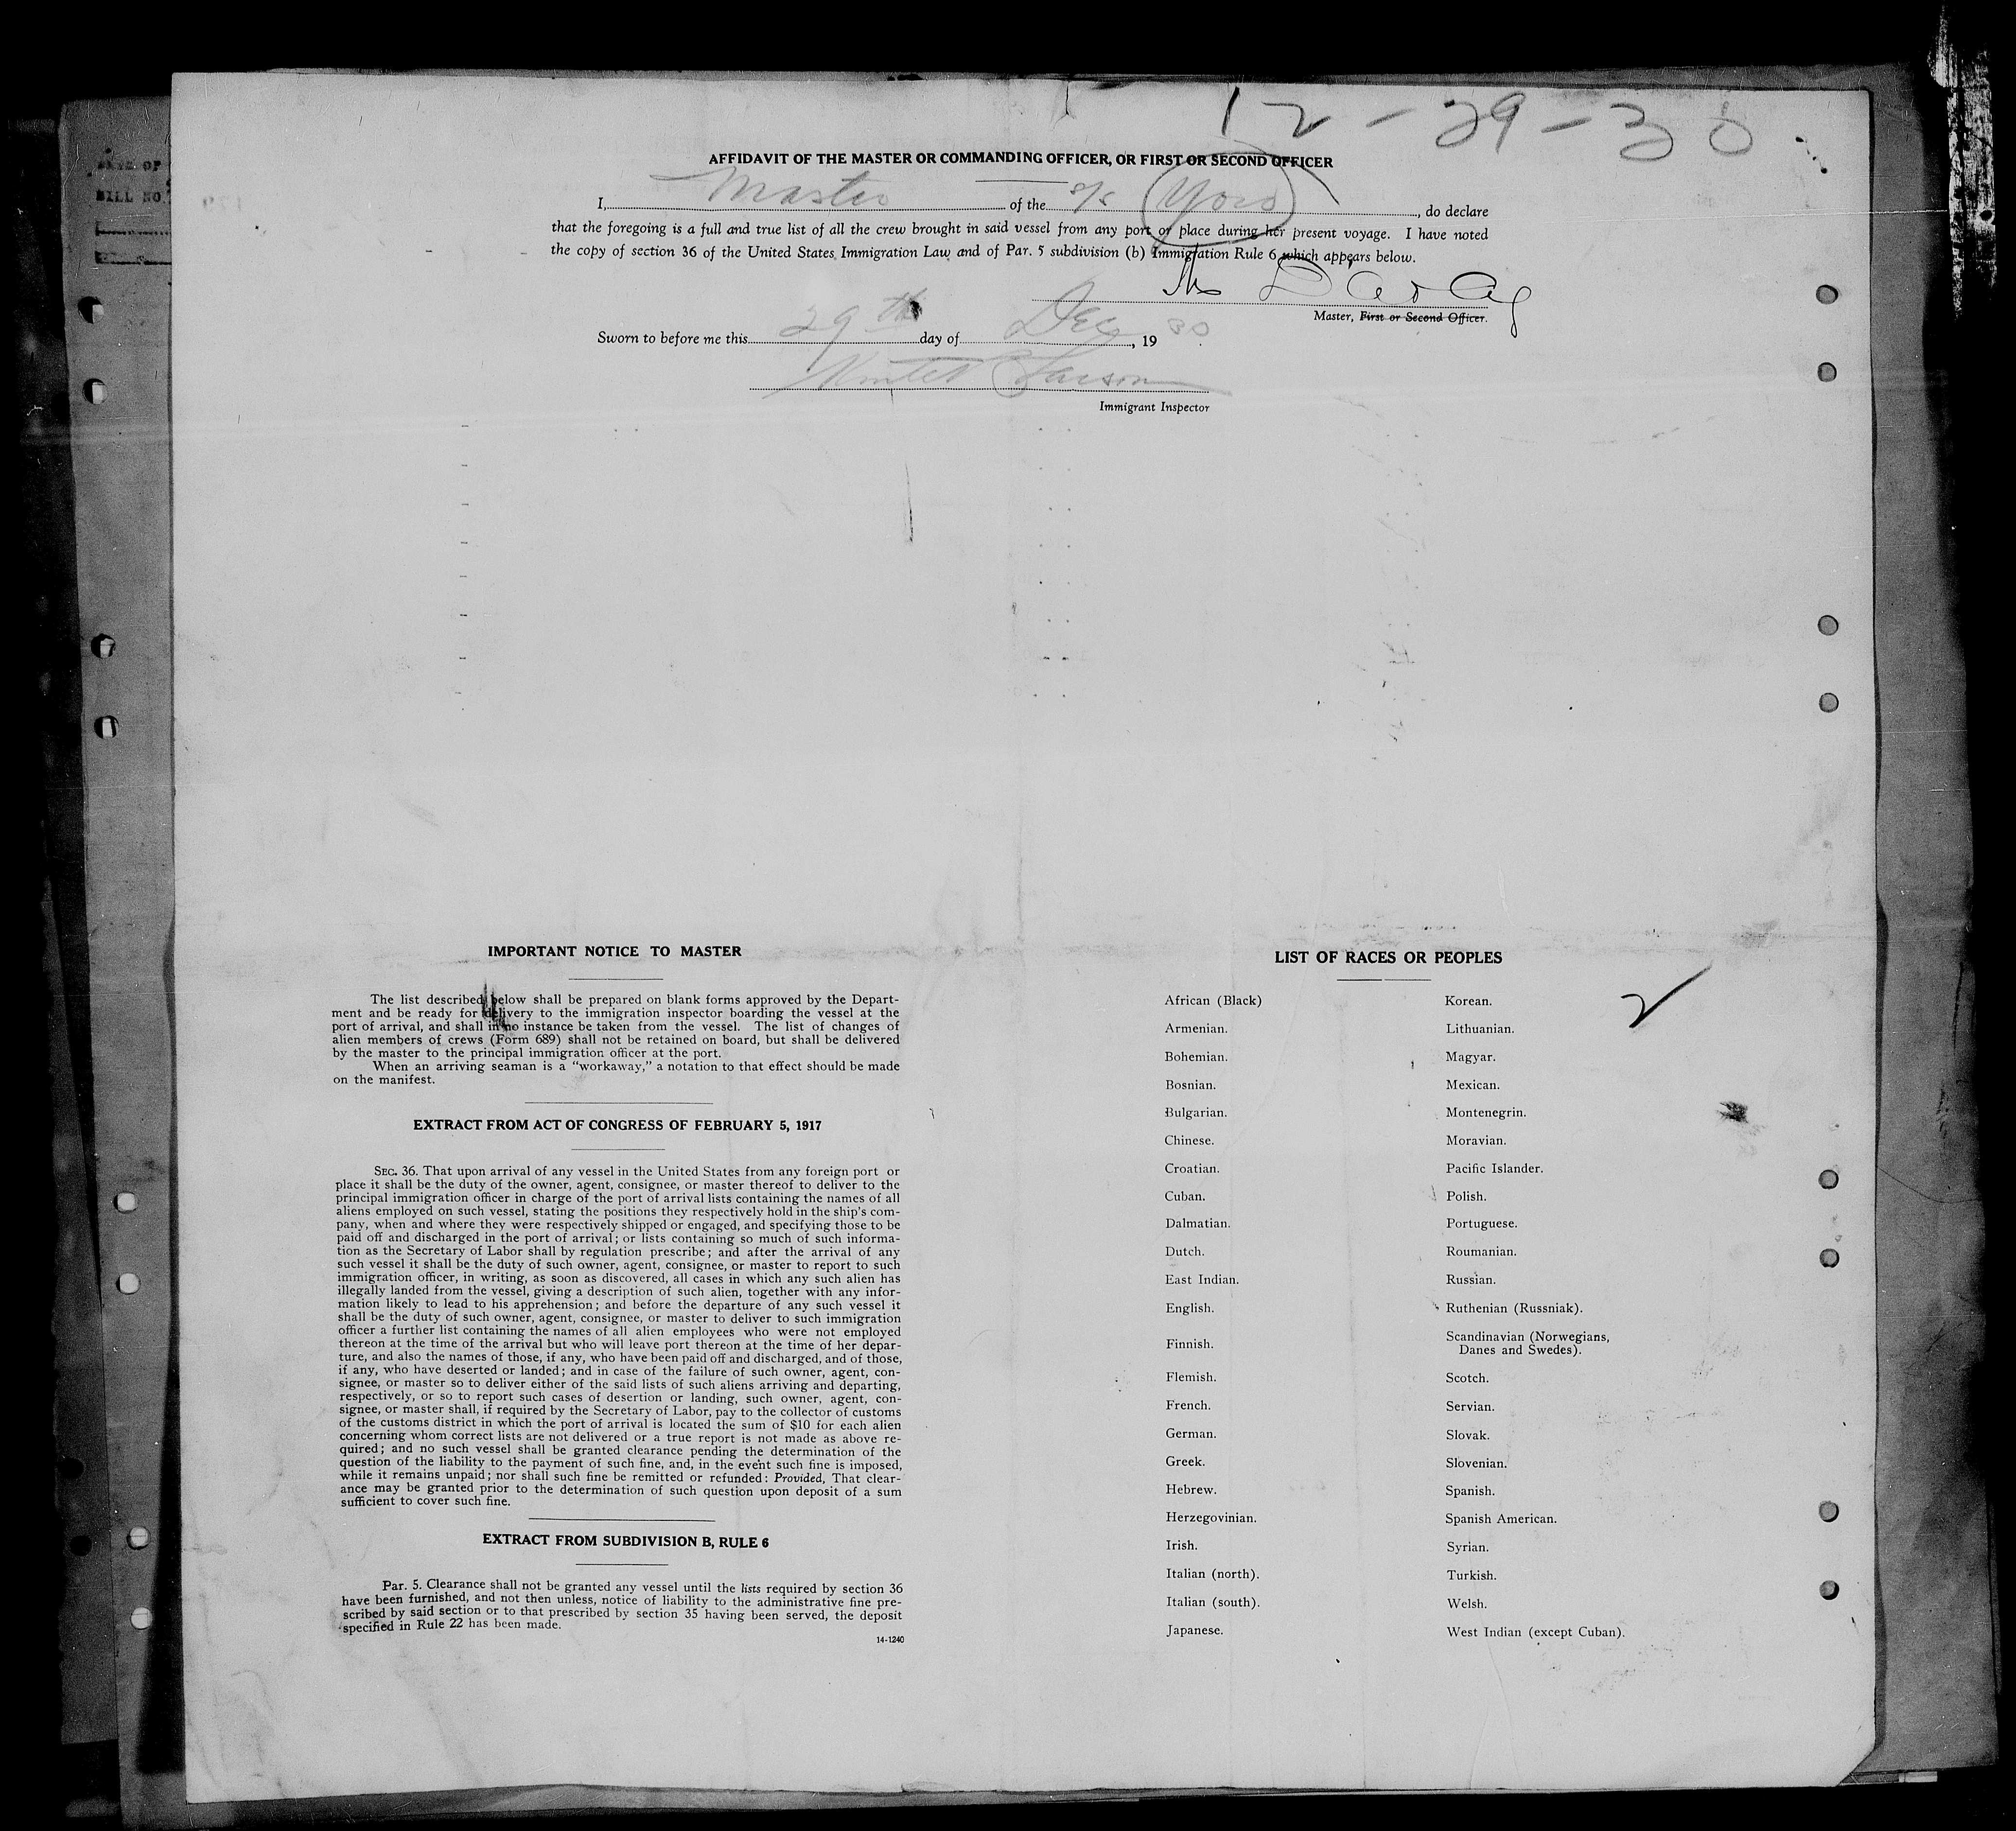 12-29-30
AFFIDAVIT OF THE MASTER OR COMMANDING OFFICER, OR FIRST OR SECOND OFFICER
I, Master of the S/S Yoro, do declare
that the foregoing is a full and true list of all the crew brought in said vessel from any port or place during her present voyage. I have noted
the copy of section 36 of the United States Immigration Law and of Par. 5 subdivision (b) Immigration Rule 6 which appears below.
Master, First or Second Officer.
Sworn to before me this 29th day of Dec, 1930
Immigrant Inspector
BILL NO.
IMPORTANT NOTICE TO MASTER
The list described below shall be prepared on blank forms approved by the Depart-
ment and be ready for delivery to the immigration inspector boarding the vessel at the
port of arrival, and shall in no instance be taken from the vessel. The list of changes of
alien members of crews (Form 689) shall not be retained on board, but shall be delivered
by the master to the principal immigration officer at the port.
When an arriving seaman is a "workaway," a notation to that effect should be made
on the manifest.
EXTRACT FROM ACT OF CONGRESS OF FEBRUARY 5, 1917
SEC. 36. That upon arrival of any vessel in the United States from any foreign port or
place it shall be the duty of the owner, agent, consignee, or master thereof to deliver to the
principal immigration officer in charge of the port of arrival lists containing the names of all
aliens employed on such vessel, stating the positions they respectively hold in the ship's com-
pany, when and where they were respectively shipped or engaged, and specifying those to be
paid off and discharged in the port of arrival; or lists containing so much of such informa-
tion as the Secretary of Labor shall by regulation prescribe; and after the arrival of any
such vessel it shall be the duty of such owner, agent, consignee, or master to report to such
immigration officer, in writing, as soon as discovered, all cases in which any such alien has
illegally landed from the vessel, giving a description of such alien, together with any infor-
mation likely to lead to his apprehension; and before the departure of any such vessel it
shall be the duty of such owner, agent, consignee, or master to deliver to such immigration
officer a further list containing the names of all alien employees who were not employed
thereon at the time of the arrival but who will leave port thereon at the time of her depar-
ture, and also the names of those, if any, who have been paid off and discharged, and of those,
if any, who have deserted or landed; and in case of the failure of such owner, agent, con-
signee, or master so to deliver either of the said lists of such aliens arriving and departing,
respectively, or so to report such cases of desertion or landing, such owner, agent, con-
signee, or master shall, if required by the Secretary of Labor, pay to the collector of customs
of the customs district in which the port of arrival is located the sum of $10 for each alien
concerning whom correct lists are not delivered or a true report is not made as above re-
quired; and no such vessel shall be granted clearance pending the determination of the
question of the liability to the payment of such fine, and, in the event such fine is imposed,
while it remains unpaid; nor shall such fine be remitted or refunded: Provided, That clear-
ance may be granted prior to the determination of such question upon deposit of a sum
sufficient to cover such fine.
EXTRACT FROM SUBDIVISION B, RULE 6
Par. 5. Clearance shall not be granted any vessel until the lists required by section 36
have been furnished, and not then unless, notice of liability to the administrative fine pre-
scribed by said section or to that prescribed by section 35 having been served, the deposit
specified in Rule 22 has been made.
14-1240
LIST OF RACES OR PEOPLES
African (Black)
Armenian.
Bohemian.
Bosnian.
Bulgarian.
Chinese.
Croatian.
Cuban.
Dalmatian.
Dutch.
East Indian.
English.
Finnish.
Flemish.
French.
German.
Greek.
Hebrew.
Herzegovinian.
Irish.
Italian (north).
Italian (south).
Japanese.
Korean.
Lithuanian.
Magyar.
Mexican.
Montenegrin.
Moravian.
Pacific Islander.
Polish.
Portuguese.
Roumanian.
Russian.
Ruthenian (Russniak).
Scandinavian (Norwegians,
Danes and Swedes).
Scotch.
Servian.
Slovak.
Slovenian.
Spanish.
Spanish American.
Syrian.
Turkish.
Welsh.
West Indian (except Cuban).